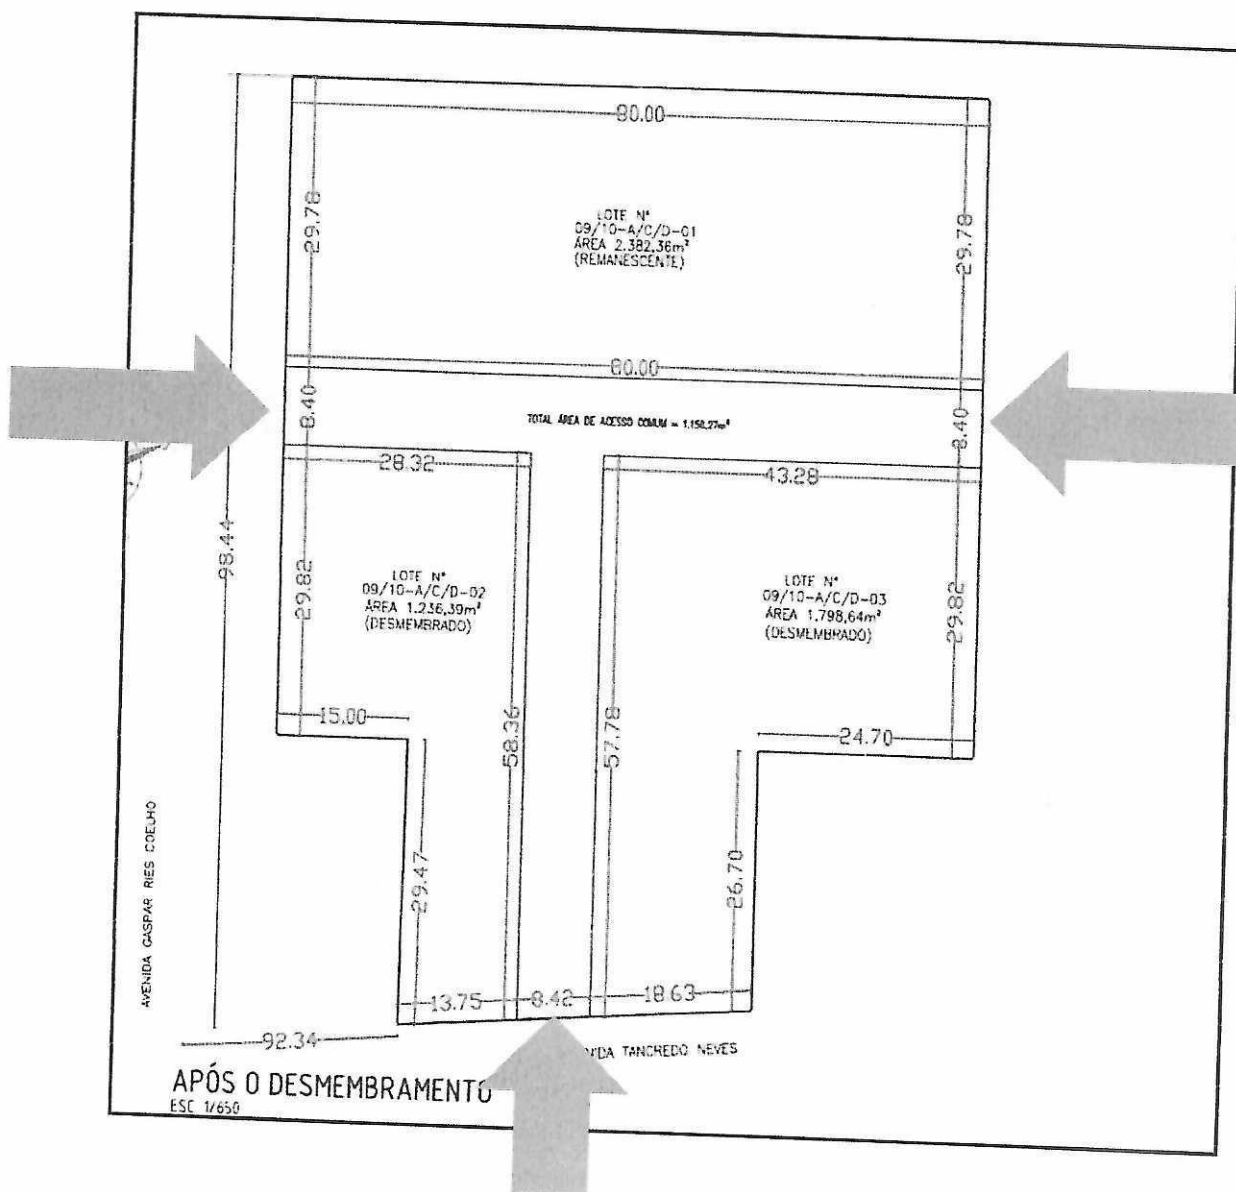 80.00
29.78
29.78
LOTE N°
09/10-A/C/D-01
ÁREA 2.382,36m²
(REMANESCENTE)
80.00
8.40
TOTAL ÁREA DE ACESSO COMUM = 1.150,27m²
8.40
28.32
43.28
98.44
29.82
LOTE N°
09/10-A/C/D-02
ÁREA 1.236,39m²
(DESMEMBRADO)
LOTE N°
09/10-A/C/D-03
ÁREA 1.798,64m²
(DESMEMBRADO)
29.82
15.00
58.36
57.78
24.70
AVENIDA GASPAR RIES COELHO
29.47
26.70
13.75
8.42
18.63
92.34
NIDA TANCREDO NEVES
APÓS O DESMEMBRAMENTO
ESC 1/650